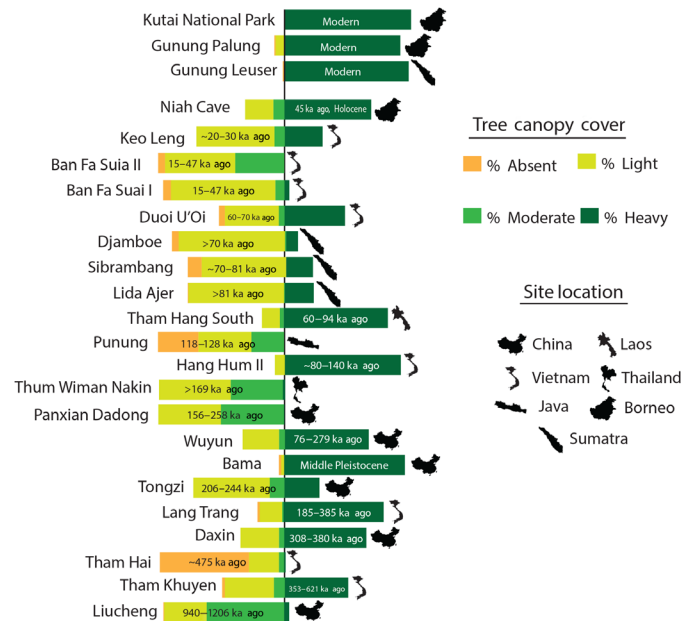 Kutai National Park Modern
Gunung Palung Modern
Gunung Leuser Modern
Niah Cave 45 ka ago, Holocene
Keo Leng ~20–30 ka ago
Ban Fa Suia II 15–47 ka ago
Ban Fa Suai I 15–47 ka ago
Duoi U'Oi 60–70 ka ago
Djamboe >70 ka ago
Sibrambang ~70–81 ka ago
Lida Ajer >81 ka ago
Tham Hang South 60–94 ka ago
Punung 118–128 ka ago
Hang Hum II ~80–140 ka ago
Thum Wiman Nakin >169 ka ago
Panxian Dadong 156–258 ka ago
Wuyun 76–279 ka ago
Bama Middle Pleistocene
Tongzi 206–244 ka ago
Lang Trang 185–385 ka ago
Daxin 308–380 ka ago
Tham Hai ~475 ka ago
Tham Khuyen 353–621 ka ago
Liucheng 940–1206 ka ago
Tree canopy cover
% Absent % Light
% Moderate % Heavy
Site location
China Laos
Vietnam Thailand
Java Borneo
Sumatra